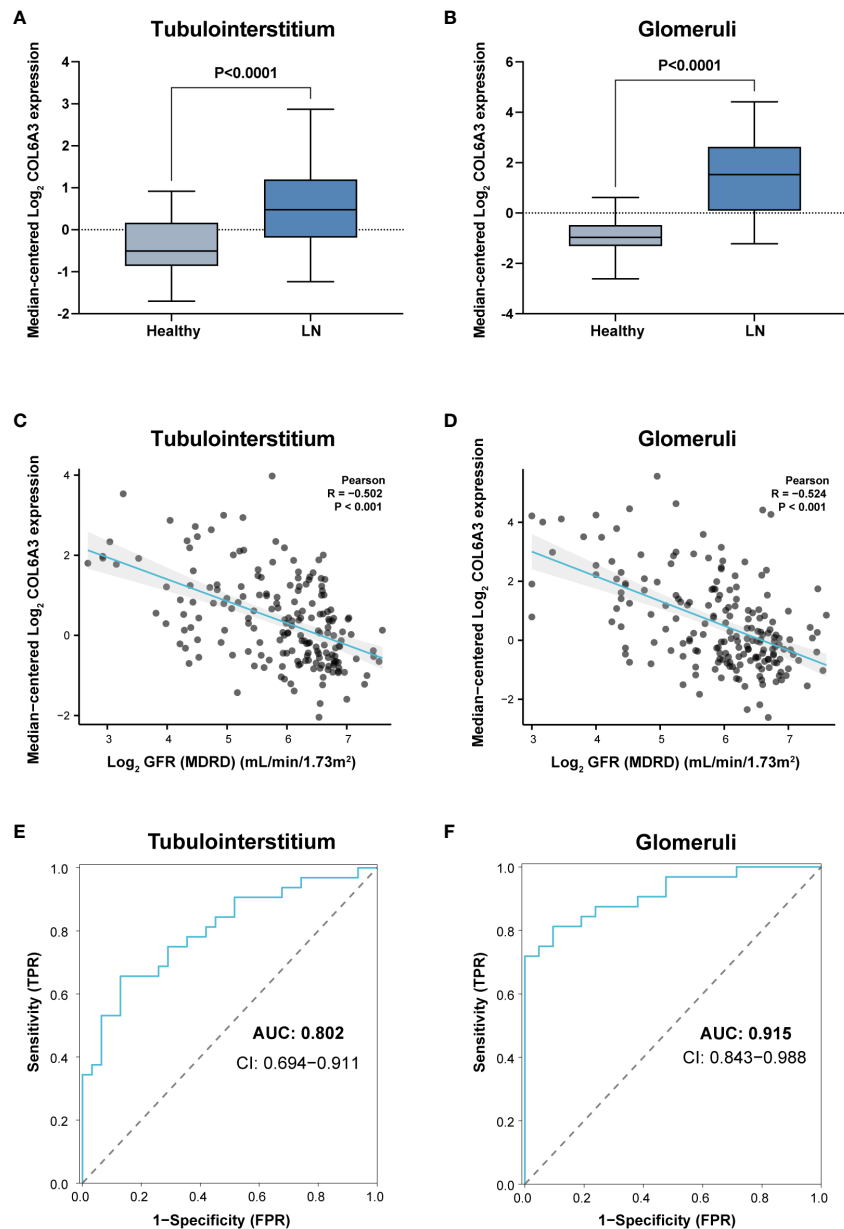 A
Tubulointerstitium
Median-centered Log₂ COL6A3 expression
4
3
2
1
0
-1
-2
P<0.0001
Healthy
LN
B
Glomeruli
Median-centered Log₂ COL6A3 expression
6
4
2
0
-2
-4
P<0.0001
Healthy
LN
C
Tubulointerstitium
Median−centered Log₂ COL6A3 expression
4
2
0
−2
Pearson
R = −0.502
P < 0.001
3
4
5
6
7
Log₂ GFR (MDRD) (mL/min/1.73m²)
D
Glomeruli
Median−centered Log₂ COL6A3 expression
4
2
0
−2
Pearson
R = −0.524
P < 0.001
3
4
5
6
7
Log₂ GFR (MDRD) (mL/min/1.73m²)
E
Tubulointerstitium
Sensitivity (TPR)
1.0
0.8
0.6
0.4
0.2
0.0
AUC: 0.802
CI: 0.694−0.911
0.0
0.2
0.4
0.6
0.8
1.0
1-Specificity (FPR)
F
Glomeruli
Sensitivity (TPR)
1.0
0.8
0.6
0.4
0.2
0.0
AUC: 0.915
CI: 0.843−0.988
0.0
0.2
0.4
0.6
0.8
1.0
1-Specificity (FPR)